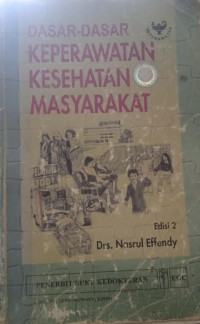 DASAR-DASAR
KEPERAWATAN
KESEHATAN
MASYARAKAT
Edisi 2
Drs. Nasrul Effendy
PENERBIT BUKU KEDOKTERAN EGC